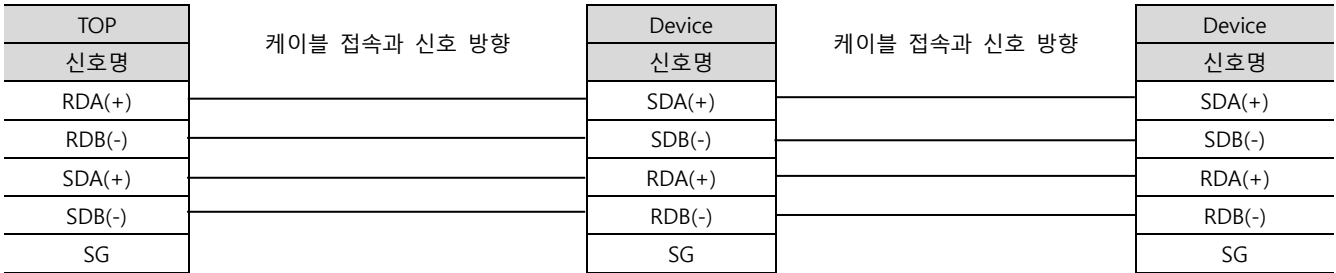 TOP 케이블 접속과 신호 방향 Device 케이블 접속과 신호 방향 Device
신호명 신호명 신호명
RDA(+) SDA(+) SDA(+)
RDB(-) SDB(-) SDB(-)
SDA(+) RDA(+) RDA(+)
SDB(-) RDB(-) RDB(-)
SG SG SG